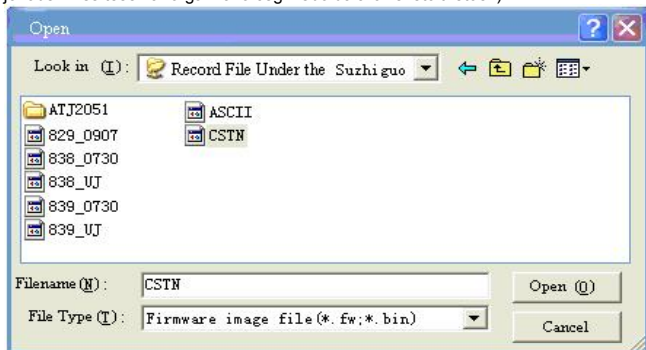 Open
Look in (I): Record File Under the Suzhiguo
ATJ2051
829_0907
838_0730
838_UJ
839_0730
839_UJ
ASCII
CSTN
Filename(N): CSTN
Open (O)
File Type(T): Firmware image file(*.fw;*.bin)
Cancel